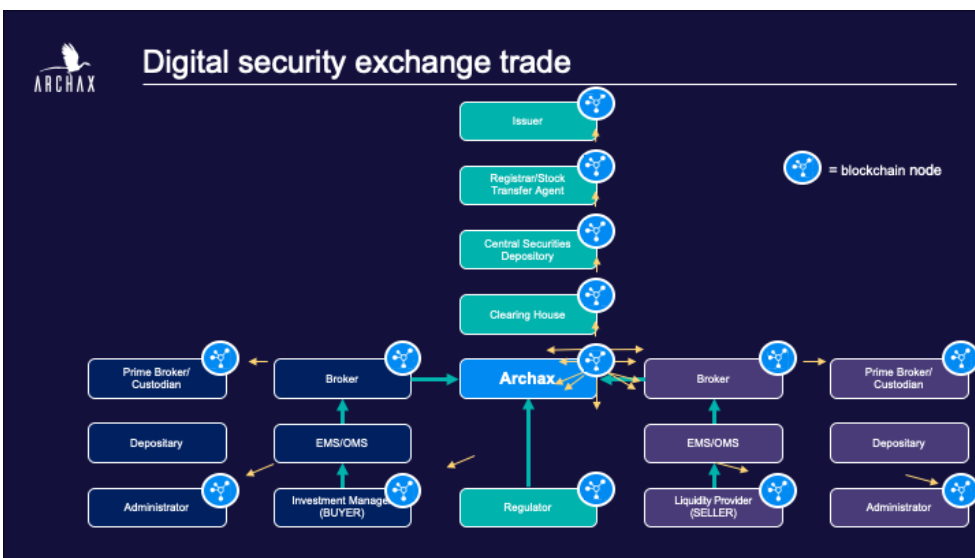 ARCHAX
Digital security exchange trade
Issuer
= blockchain node
Registrar/Stock
Transfer Agent
Central Securities
Depository
Clearing House
Prime Broker/
Custodian
Broker
Archax
Broker
Prime Broker/
Custodian
Depositary
EMS/OMS
EMS/OMS
Depositary
Administrator
Investment Manager
(BUYER)
Regulator
Liquidity Provider
(SELLER)
Administrator